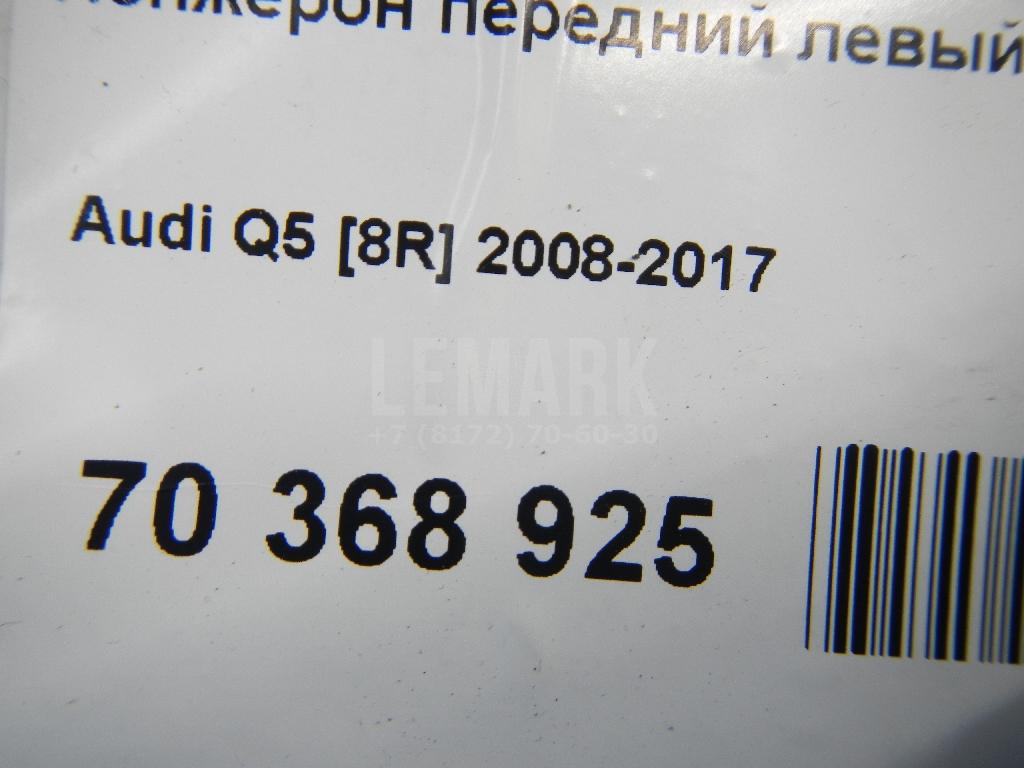 Лонжерон передний левый
Audi Q5 [8R] 2008-2017
LEMARK
+7 (8172) 70-60-30
70 368 925